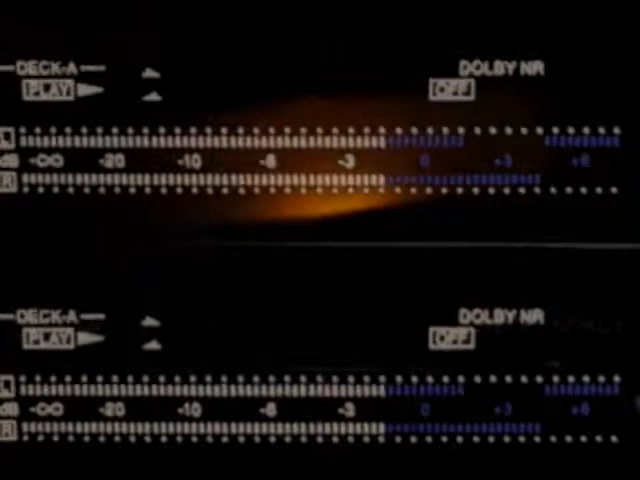 DECK-A DOLBY NR
PLAY OFF
L
dB -∞ -20 -10 -6 -3 0 +3 +6
R
DECK-A DOLBY NR
PLAY OFF
L
dB -∞ -20 -10 -6 -3 0 +3 +6
R